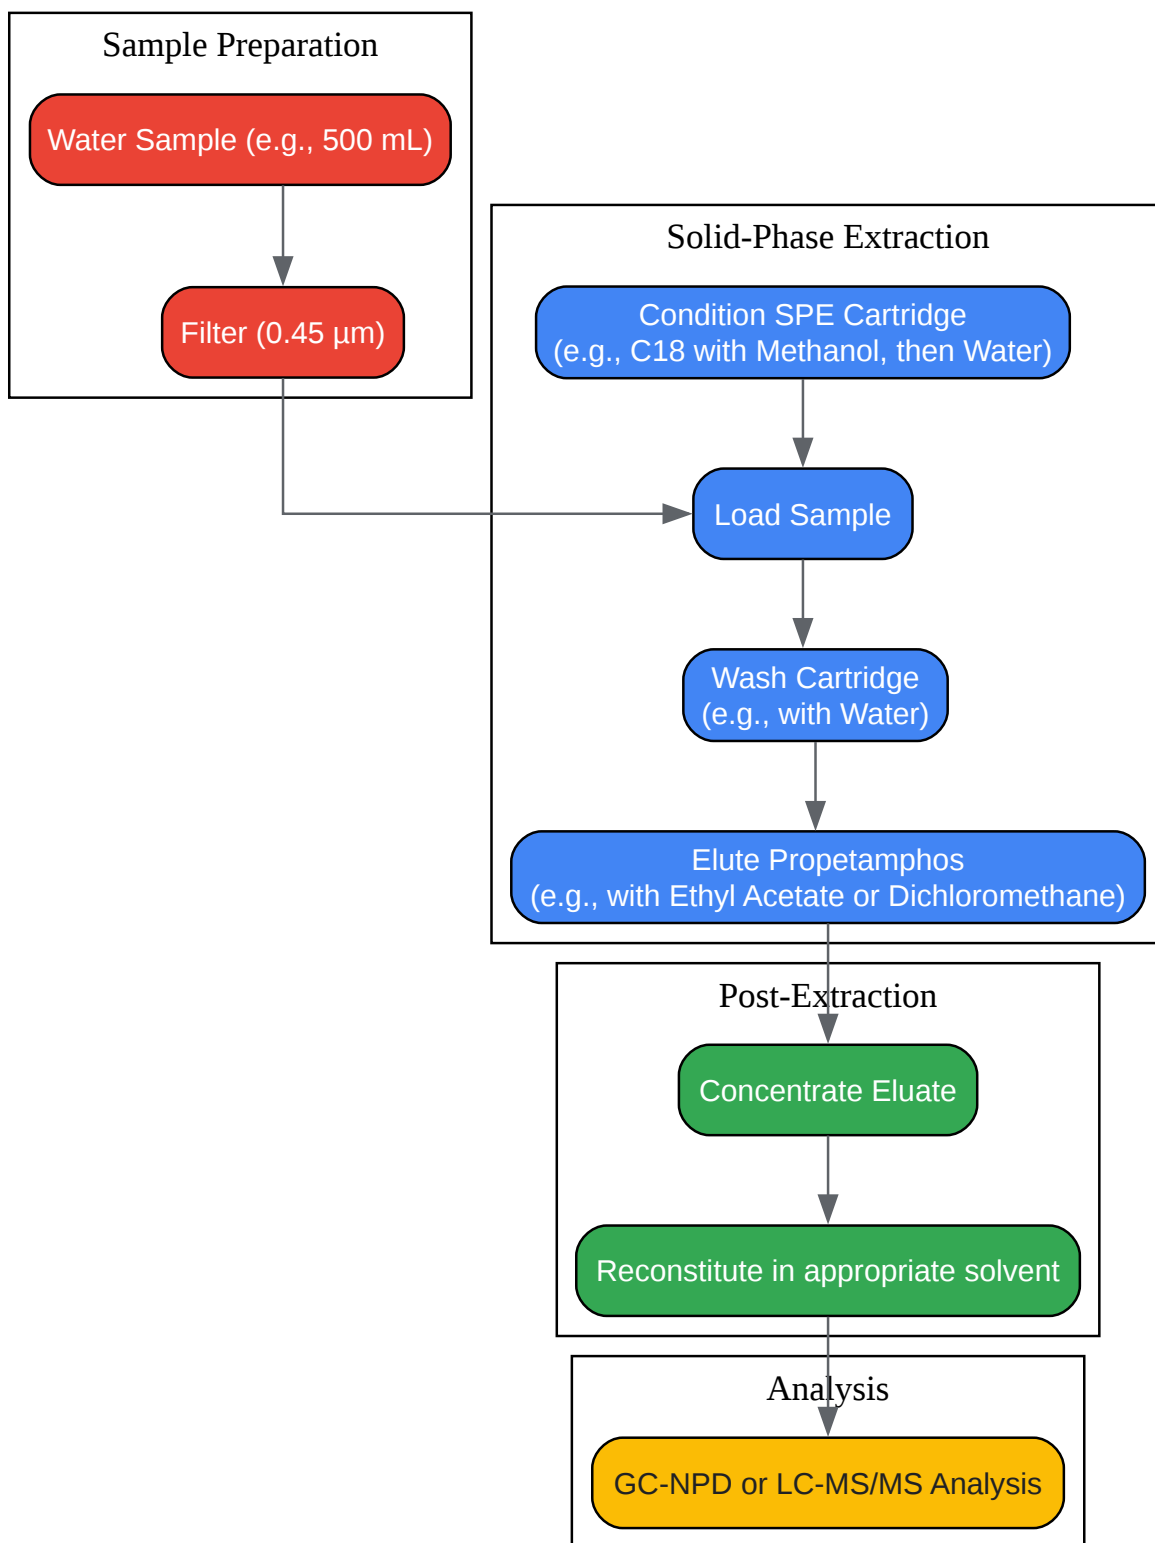 Sample Preparation
Water Sample (e.g., 500 mL)
Filter (0.45 µm)
Solid-Phase Extraction
Condition SPE Cartridge
(e.g., C18 with Methanol, then Water)
Load Sample
Wash Cartridge
(e.g., with Water)
Elute Propetamphos
(e.g., with Ethyl Acetate or Dichloromethane)
Post-Extraction
Concentrate Eluate
Reconstitute in appropriate solvent
Analysis
GC-NPD or LC-MS/MS Analysis